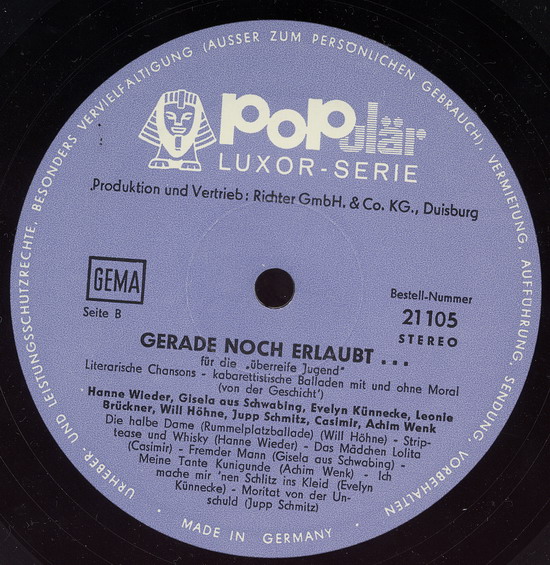 URHEBER- UND LEISTUNGSSCHUTZRECHTE, BESONDERS VERVIELFÄLTIGUNG (AUSSER ZUM PERSÖNLICHEN GEBRAUCH), VERMIETUNG, AUFFÜHRUNG, SENDUNG, VORBEHALTEN
POPulär
LUXOR-SERIE
Produktion und Vertrieb: Richter GmbH. & Co. KG., Duisburg
GEMA
Seite B
Bestell-Nummer
21105
STEREO
GERADE NOCH ERLAUBT ...
für die „überreife Jugend"
Literarische Chansons - kabarettistische Balladen mit und ohne Moral
(von der Geschicht')
Hanne Wieder, Gisela aus Schwabing, Evelyn Künnecke, Leonie
Brückner, Will Höhne, Jupp Schmitz, Casimir, Achim Wenk
Die halbe Dame (Rummelplatzballade) (Will Höhne) - Strip-
tease und Whisky (Hanne Wieder) - Das Mädchen Lolita
(Casimir) - Fremder Mann (Gisela aus Schwabing) -
Meine Tante Kunigunde (Achim Wenk) - Ich
mache mir 'nen Schlitz ins Kleid (Evelyn
Künnecke) - Moritat von der Un-
schuld (Jupp Schmitz)
• MADE IN GERMANY •